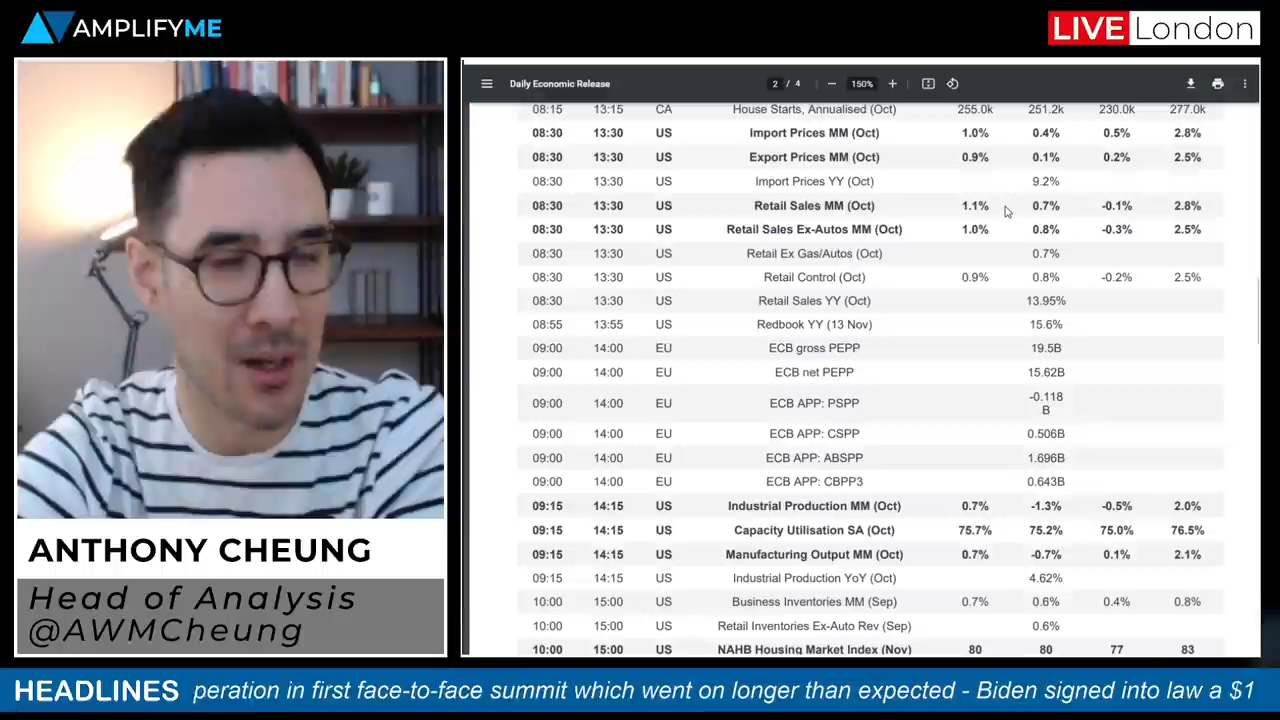 AMPLIFYME
LIVE London
Daily Economic Release
2 / 4
150%
08:15 13:15 CA House Starts, Annualised (Oct) 255.0k 251.2k 230.0k 277.0k
08:30 13:30 US Import Prices MM (Oct) 1.0% 0.4% 0.5% 2.8%
08:30 13:30 US Export Prices MM (Oct) 0.9% 0.1% 0.2% 2.5%
08:30 13:30 US Import Prices YY (Oct) 9.2%
08:30 13:30 US Retail Sales MM (Oct) 1.1% 0.7% -0.1% 2.8%
08:30 13:30 US Retail Sales Ex-Autos MM (Oct) 1.0% 0.8% -0.3% 2.5%
08:30 13:30 US Retail Ex Gas/Autos (Oct) 0.7%
08:30 13:30 US Retail Control (Oct) 0.9% 0.8% -0.2% 2.5%
08:30 13:30 US Retail Sales YY (Oct) 13.95%
08:55 13:55 US Redbook YY (13 Nov) 15.6%
09:00 14:00 EU ECB gross PEPP 19.5B
09:00 14:00 EU ECB net PEPP 15.62B
09:00 14:00 EU ECB APP: PSPP -0.118
B
09:00 14:00 EU ECB APP: CSPP 0.506B
09:00 14:00 EU ECB APP: ABSPP 1.696B
09:00 14:00 EU ECB APP: CBPP3 0.643B
09:15 14:15 US Industrial Production MM (Oct) 0.7% -1.3% -0.5% 2.0%
09:15 14:15 US Capacity Utilisation SA (Oct) 75.7% 75.2% 75.0% 76.5%
09:15 14:15 US Manufacturing Output MM (Oct) 0.7% -0.7% 0.1% 2.1%
09:15 14:15 US Industrial Production YoY (Oct) 4.62%
10:00 15:00 US Business Inventories MM (Sep) 0.7% 0.6% 0.4% 0.8%
10:00 15:00 US Retail Inventories Ex-Auto Rev (Sep) 0.6%
10:00 15:00 US NAHB Housing Market Index (Nov) 80 80 77 83
ANTHONY CHEUNG
Head of Analysis
@AWMCheung
HEADLINES peration in first face-to-face summit which went on longer than expected - Biden signed into law a $1